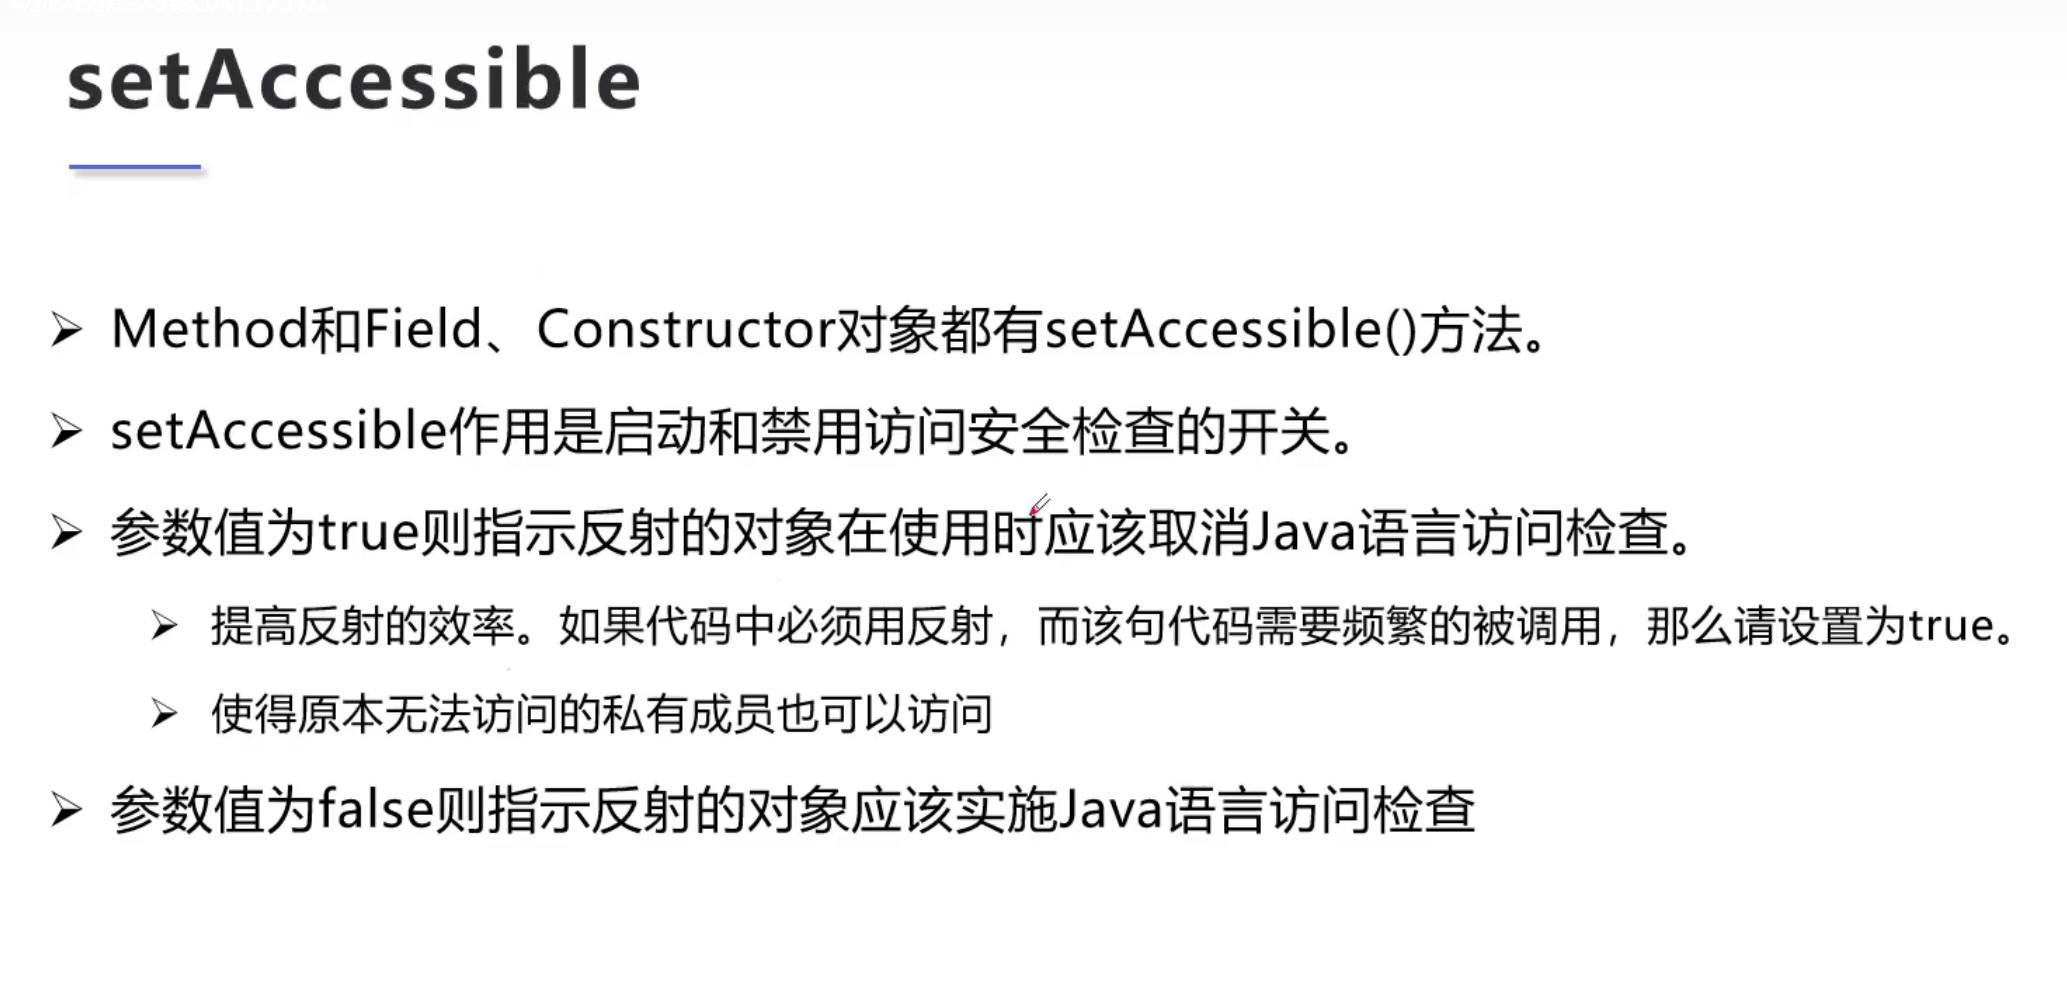 setAccessible
Method和Field、Constructor对象都有setAccessible()方法。
setAccessible作用是启动和禁用访问安全检查的开关。
参数值为true则指示反射的对象在使用时应该取消Java语言访问检查。
提高反射的效率。如果代码中必须用反射，而该句代码需要频繁的被调用，那么请设置为true。
使得原本无法访问的私有成员也可以访问
参数值为false则指示反射的对象应该实施Java语言访问检查